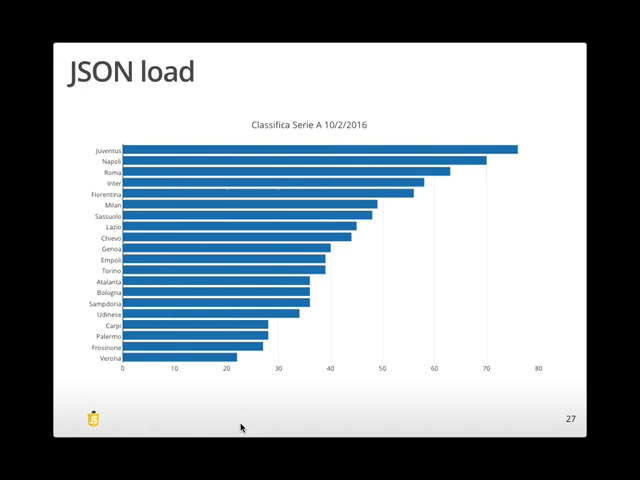 JSON load
Classifica Serie A 10/2/2016
Juventus
Napoli
Roma
Inter
Fiorentina
Milan
Sassuolo
Lazio
Chievo
Genoa
Empoli
Torino
Atalanta
Bologna
Sampdoria
Udinese
Carpi
Palermo
Frosinone
Verona
0 10 20 30 40 50 60 70 80
JS
27